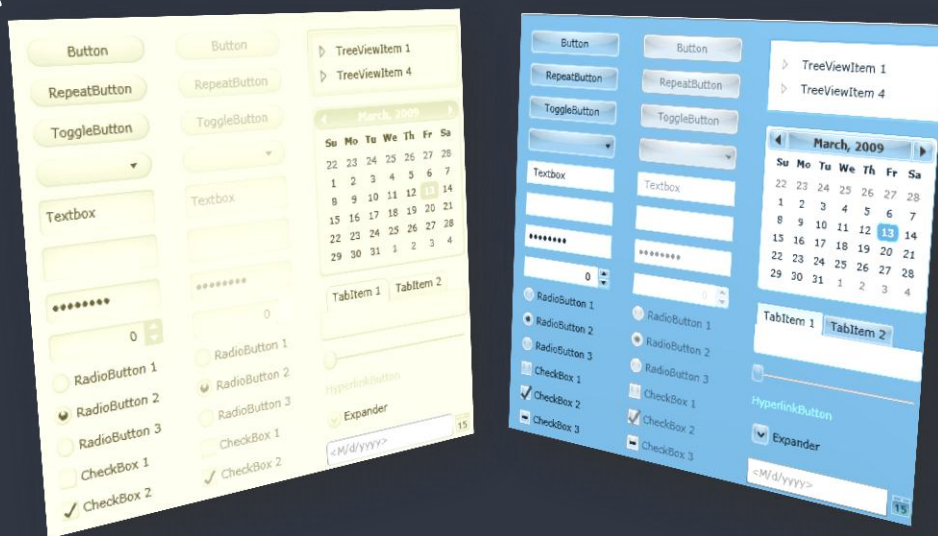 Button
RepeatButton
ToggleButton
Textbox
••••••••
0
RadioButton 1
RadioButton 2
RadioButton 3
CheckBox 1
CheckBox 2
Button
RepeatButton
ToggleButton
Textbox
••••••••
0
RadioButton 1
RadioButton 2
RadioButton 3
CheckBox 1
CheckBox 2
TreeViewItem 1
TreeViewItem 4
March, 2009
Su Mo Tu We Th Fr Sa
22 23 24 25 26 27 28
1 2 3 4 5 6 7
8 9 10 11 12 13 14
15 16 17 18 19 20 21
22 23 24 25 26 27 28
29 30 31 1 2 3 4
TabItem 1 TabItem 2
HyperlinkButton
Expander
<M/d/yyyy> 15
Button
RepeatButton
ToggleButton
Textbox
••••••••
0
RadioButton 1
RadioButton 2
RadioButton 3
CheckBox 1
CheckBox 2
CheckBox 3
Button
RepeatButton
ToggleButton
Textbox
••••••••
0
RadioButton 1
RadioButton 2
RadioButton 3
CheckBox 1
CheckBox 2
CheckBox 3
TreeViewItem 1
TreeViewItem 4
March, 2009
Su Mo Tu We Th Fr Sa
22 23 24 25 26 27 28
1 2 3 4 5 6 7
8 9 10 11 12 13 14
15 16 17 18 19 20 21
22 23 24 25 26 27 28
29 30 31 1 2 3 4
TabItem 1 TabItem 2
HyperlinkButton
Expander
<M/d/yyyy> 15